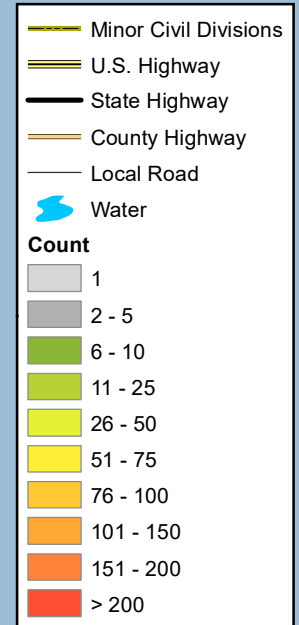 Minor Civil Divisions
U.S. Highway
State Highway
County Highway
Local Road
Water
Count
1
2 - 5
6 - 10
11 - 25
26 - 50
51 - 75
76 - 100
101 - 150
151 - 200
> 200